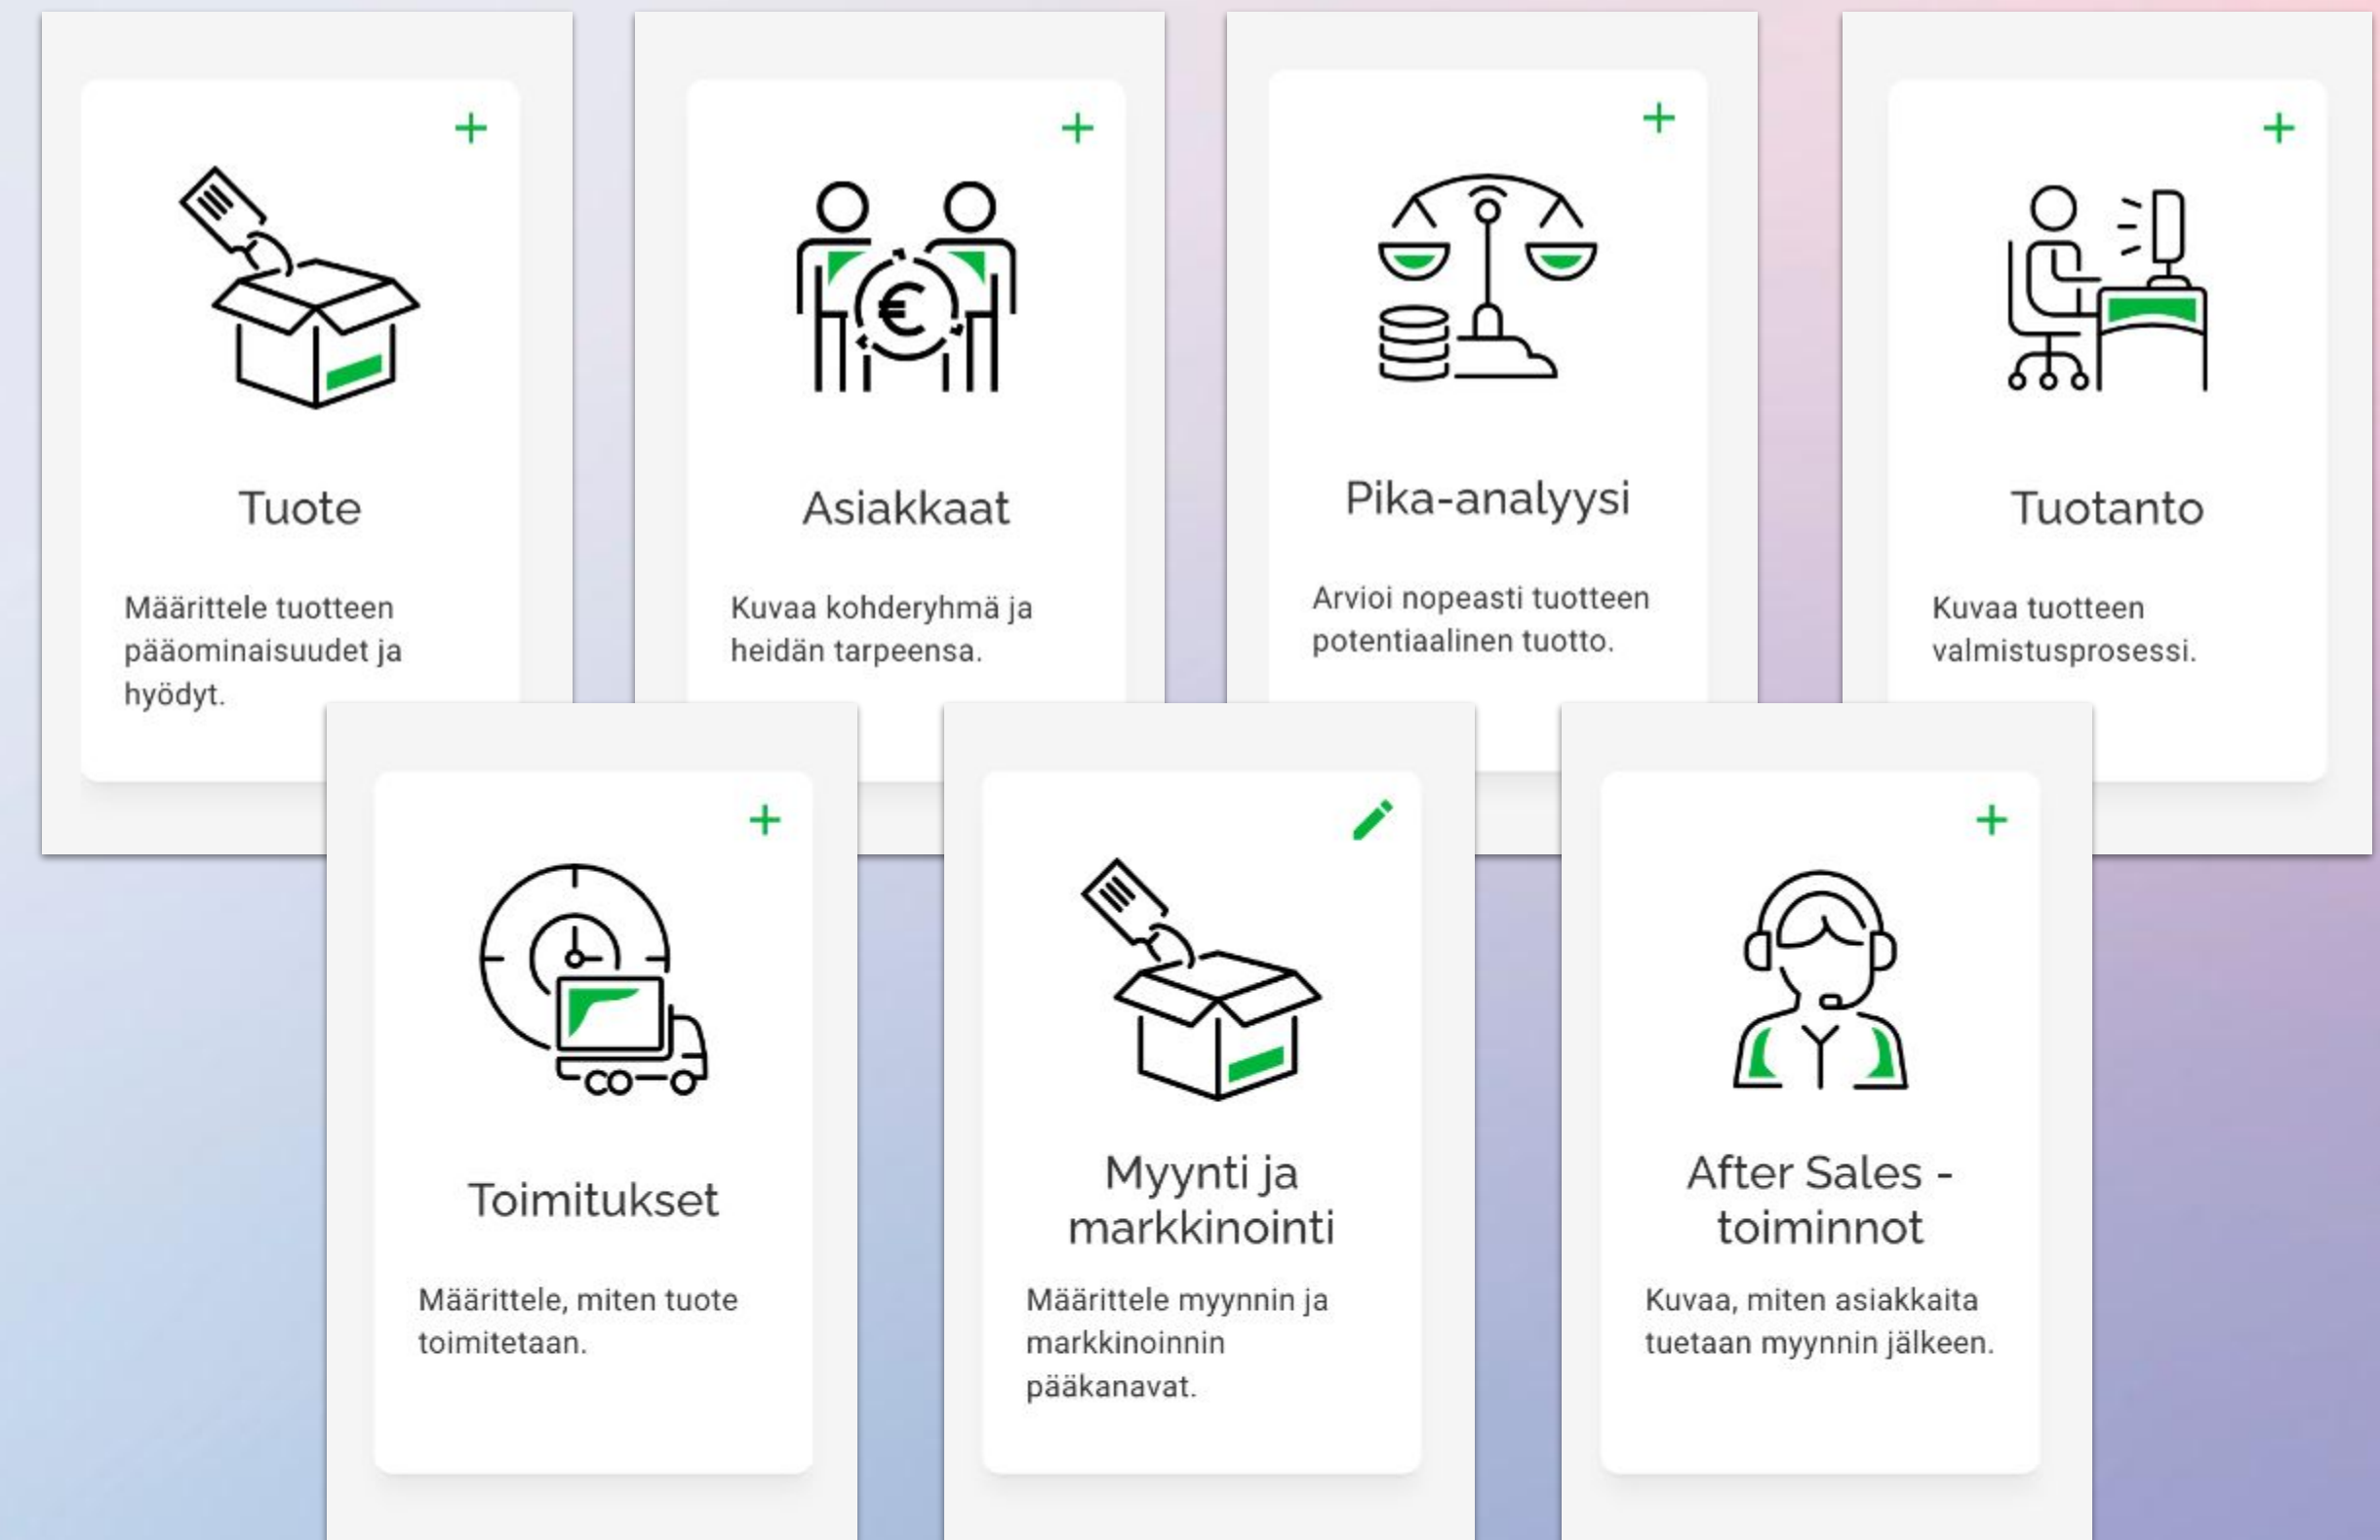 Tuote
Määrittele tuotteen
pääominaisuudet ja
hyödyt.
Asiakkaat
Kuvaa kohderyhmä ja
heidän tarpeensa.
Pika-analyysi
Arvioi nopeasti tuotteen
potentiaalinen tuotto.
Tuotanto
Kuvaa tuotteen
valmistusprosessi.
Toimitukset
Määrittele, miten tuote
toimitetaan.
Myynti ja
markkinointi
Määrittele myynnin ja
markkinoinnin
pääkanavat.
After Sales -
toiminnot
Kuvaa, miten asiakkaita
tuetaan myynnin jälkeen.